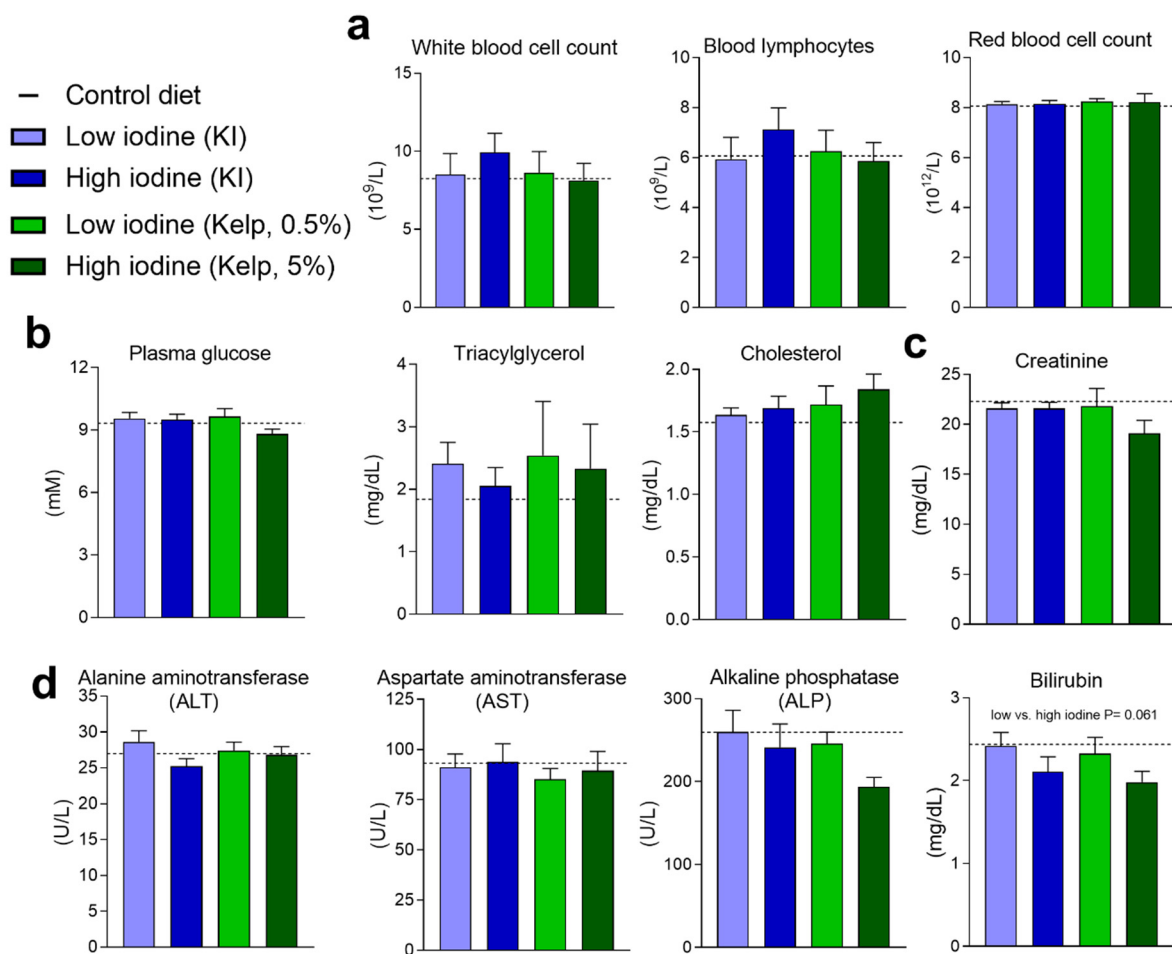 a
White blood cell count
Blood lymphocytes
Red blood cell count
Control diet
Low iodine (KI)
High iodine (KI)
Low iodine (Kelp, 0.5%)
High iodine (Kelp, 5%)
15
10
5
0
(10⁹/L)
10
8
6
4
2
0
(10⁹/L)
10
8
6
4
2
0
(10¹²/L)
b
Plasma glucose
Triacylglycerol
Cholesterol
c
Creatinine
12
9
6
3
0
(mM)
4
3
2
1
0
(mg/dL)
2.0
1.5
1.0
0.5
0.0
(mg/dL)
25
20
15
10
5
0
(mg/dL)
d
Alanine aminotransferase
(ALT)
Aspartate aminotransferase
(AST)
Alkaline phosphatase
(ALP)
Bilirubin
low vs. high iodine P= 0.061
35
30
25
20
15
10
5
0
(U/L)
125
100
75
50
25
0
(U/L)
300
200
100
0
(U/L)
4
3
2
1
0
(mg/dL)